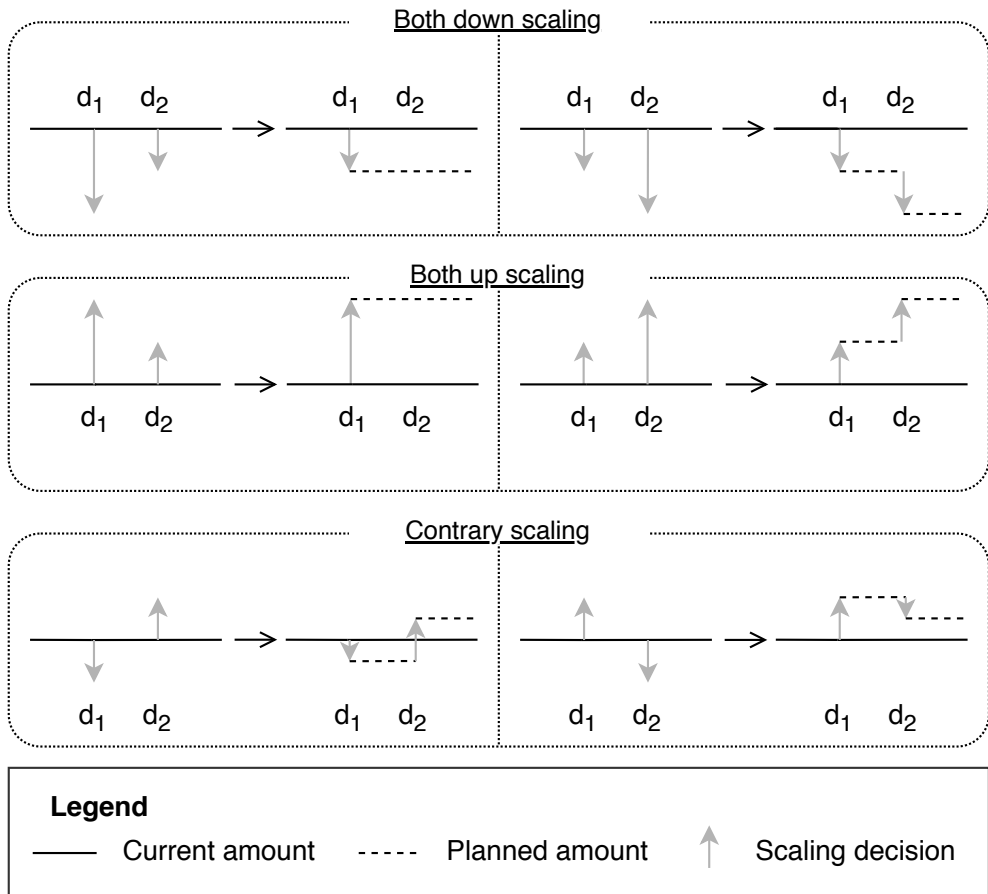 Both down scaling
d1 d2 d1 d2 d1 d2 d1 d2
Both up scaling
d1 d2 d1 d2 d1 d2 d1 d2
Contrary scaling
d1 d2 d1 d2 d1 d2 d1 d2
Legend
Current amount Planned amount Scaling decision